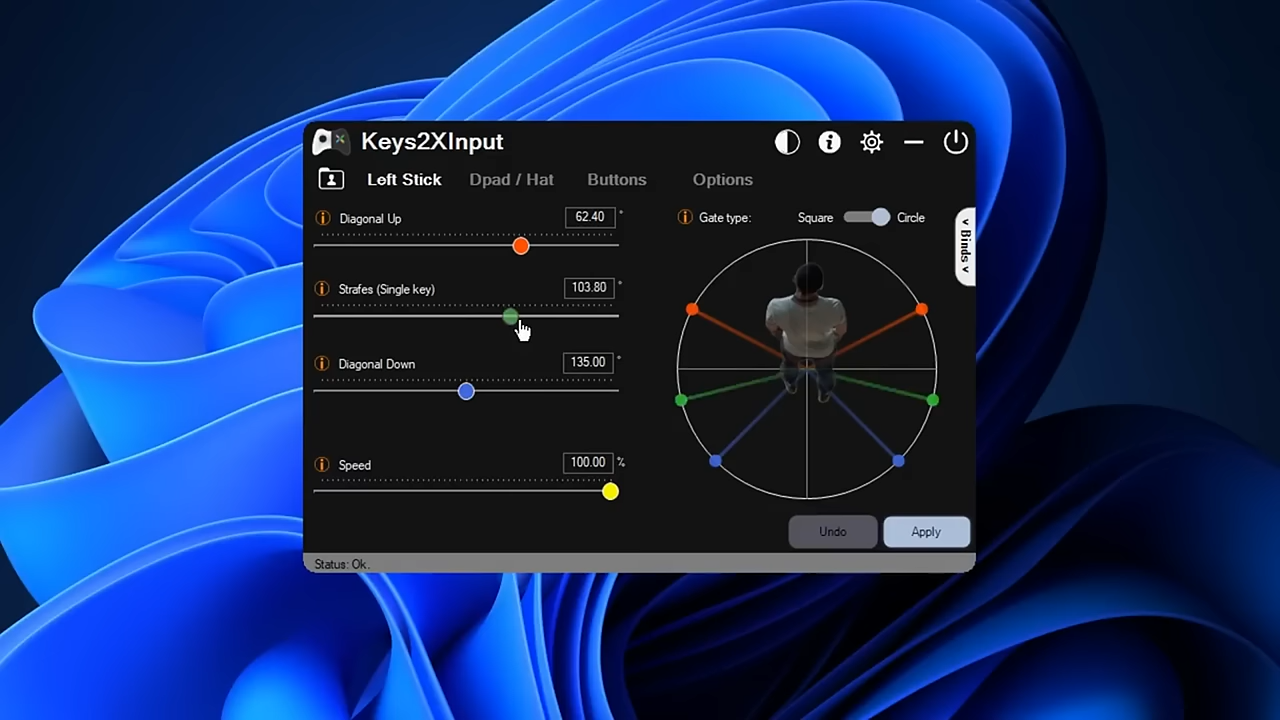 Keys2XInput
Left Stick Dpad / Hat Buttons Options
Diagonal Up 62.40 °
Gate type: Square Circle
< Binds <
Strafes (Single key) 103.80 °
Diagonal Down 135.00 °
Speed 100.00 %
Undo Apply
Status: Ok.